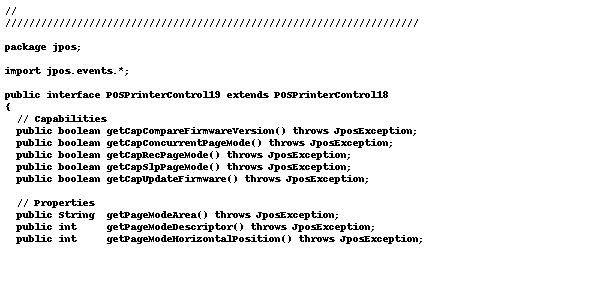 //
/////////////////////////////////////////////////////////////////////

package jpos;

import jpos.events.*;

public interface POSPrinterControl19 extends POSPrinterControl18
{
  // Capabilities
  public boolean getCapCompareFirmwareVersion() throws JposException;
  public boolean getCapConcurrentPageMode() throws JposException;
  public boolean getCapRecPageMode() throws JposException;
  public boolean getCapSlpPageMode() throws JposException;
  public boolean getCapUpdateFirmware() throws JposException;

  // Properties
  public String  getPageModeArea() throws JposException;
  public int     getPageModeDescriptor() throws JposException;
  public int     getPageModeHorizontalPosition() throws JposException;